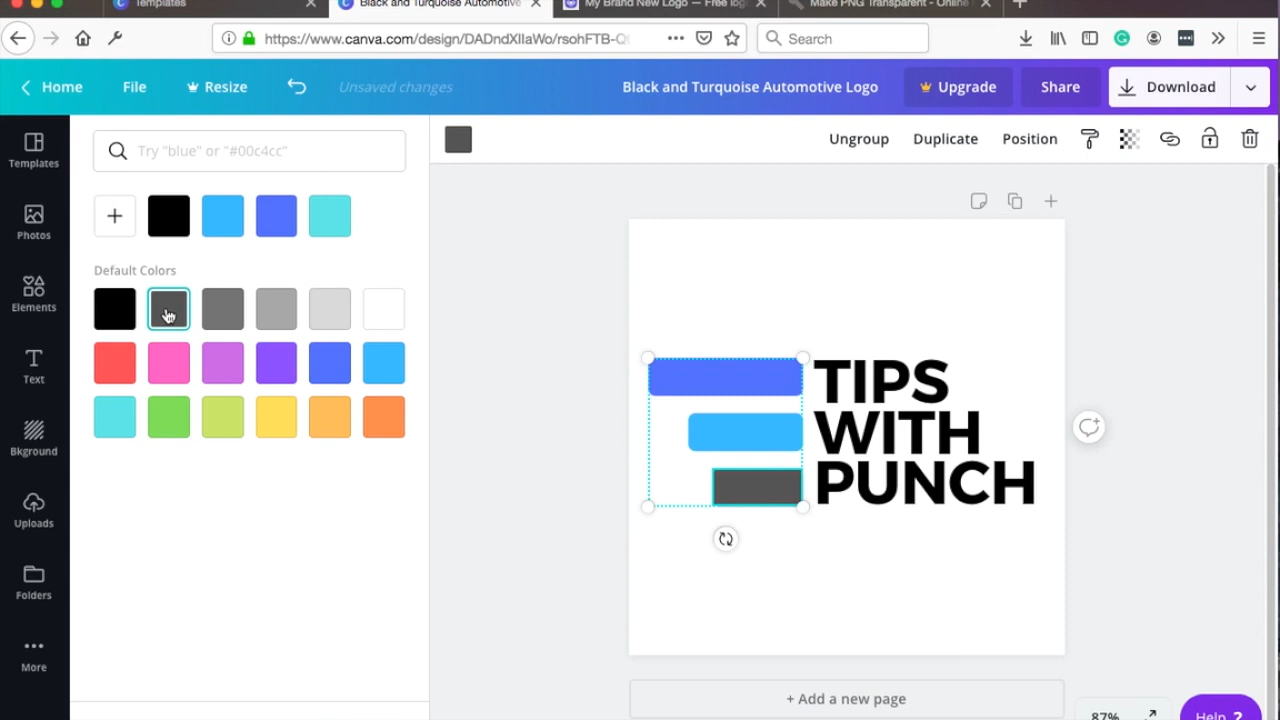 Templates
Black and Turquoise Automotive
My Brand New Logo — Free log
Make PNG Transparent - Online
https://www.canva.com/design/DADndXIlaWo/rsohFTB-Q
Search
Home
File
Resize
Unsaved changes
Black and Turquoise Automotive Logo
Upgrade
Share
Download
Templates
Photos
Elements
Text
Bkground
Uploads
Folders
More
Try "blue" or "#00c4cc"
Default Colors
Ungroup
Duplicate
Position
TIPS
WITH
PUNCH
+ Add a new page
87%
Help ?